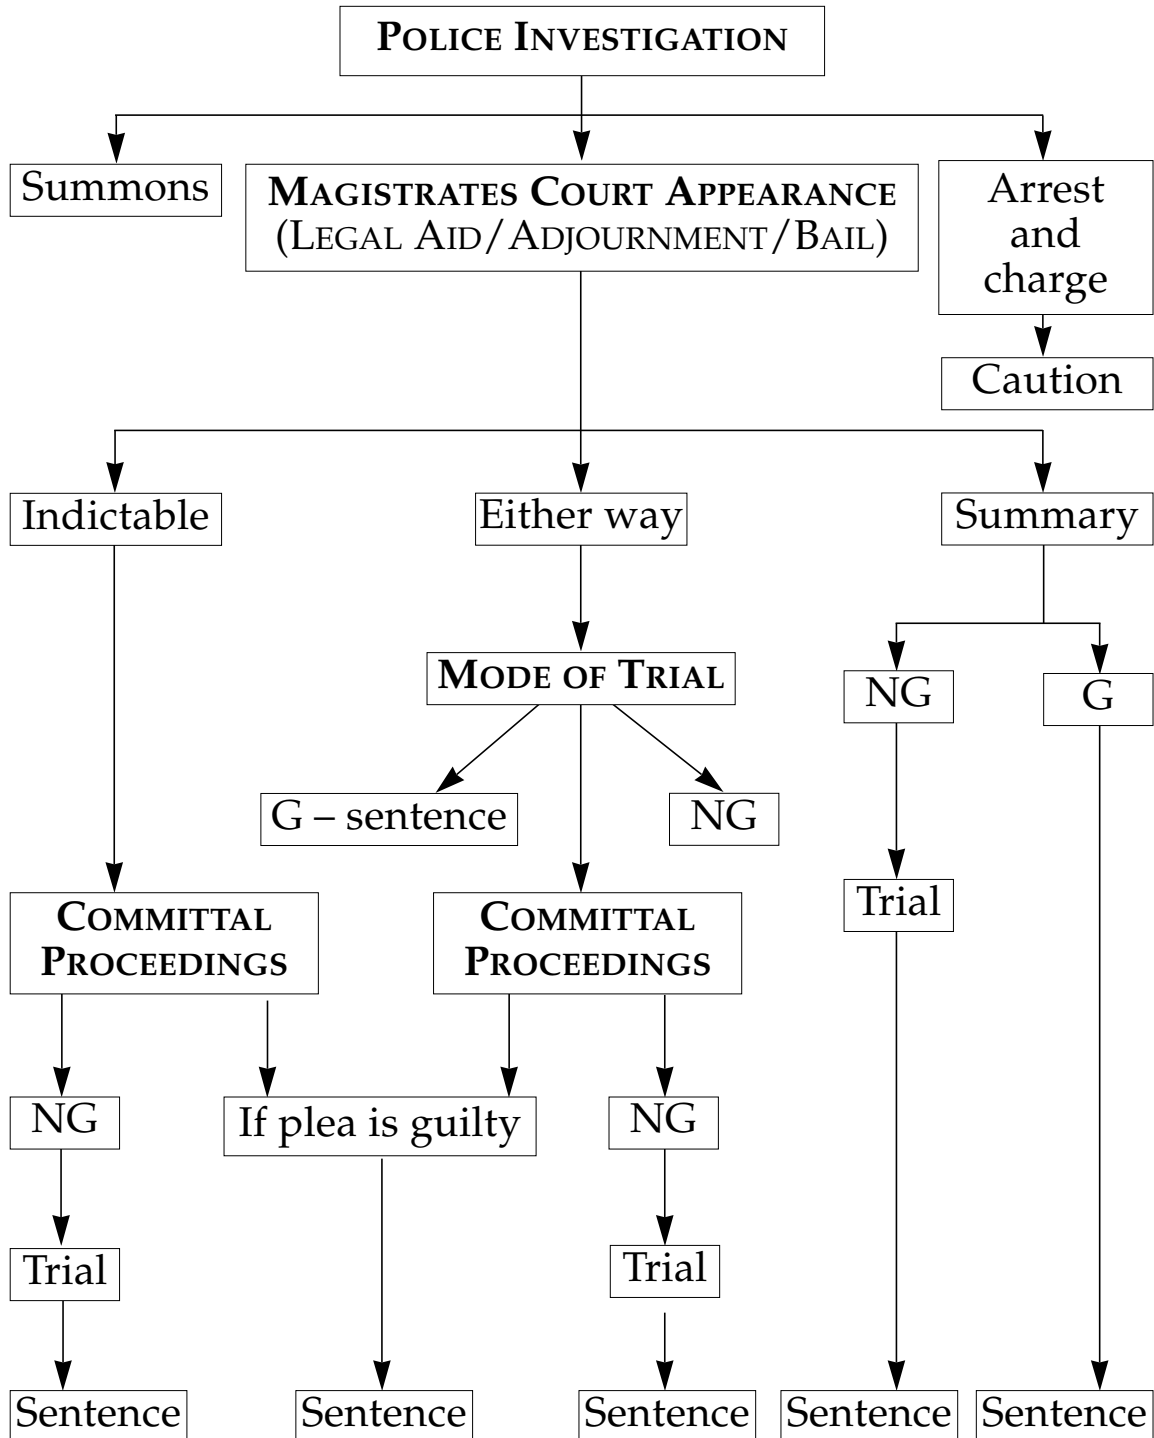 POLICE INVESTIGATION
Summons
MAGISTRATES COURT APPEARANCE
(LEGAL AID/ADJOURNMENT/BAIL)
Arrest
and
charge
Caution
Indictable
Either way
Summary
MODE OF TRIAL
NG
G
G – sentence
NG
Trial
COMMITTAL
PROCEEDINGS
COMMITTAL
PROCEEDINGS
NG
If plea is guilty
NG
Trial
Trial
Sentence
Sentence
Sentence
Sentence
Sentence